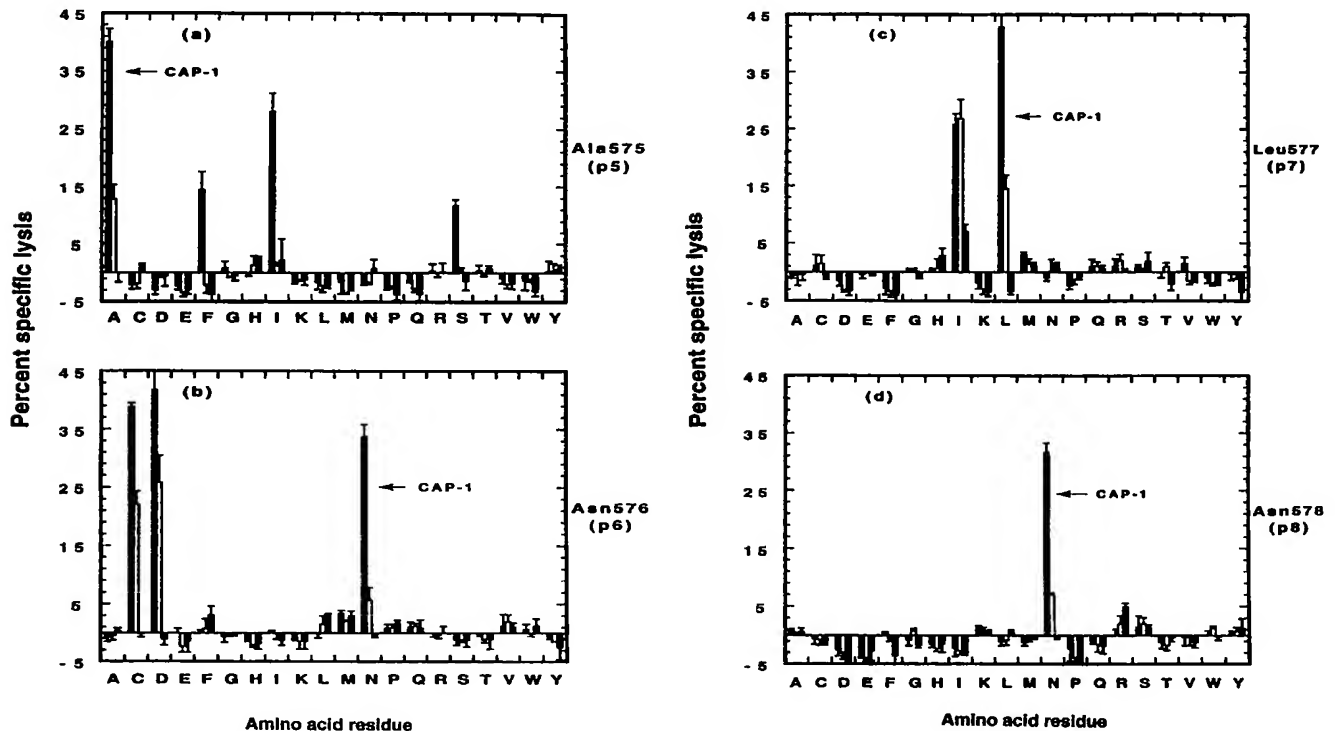 Percent specific lysis
45
35
25
15
5
-5
(a)
CAP-1
Ala575
(p5)
A C D E F G H I K L M N P Q R S T V W Y
45
35
25
15
5
-5
(b)
CAP-1
Asn576
(p6)
A C D E F G H I K L M N P Q R S T V W Y
Amino acid residue
Percent specific lysis
45
35
25
15
5
-5
(c)
CAP-1
Leu577
(p7)
A C D E F G H I K L M N P Q R S T V W Y
45
35
25
15
5
-5
(d)
CAP-1
Asn578
(p8)
A C D E F G H I K L M N P Q R S T V W Y
Amino acid residue